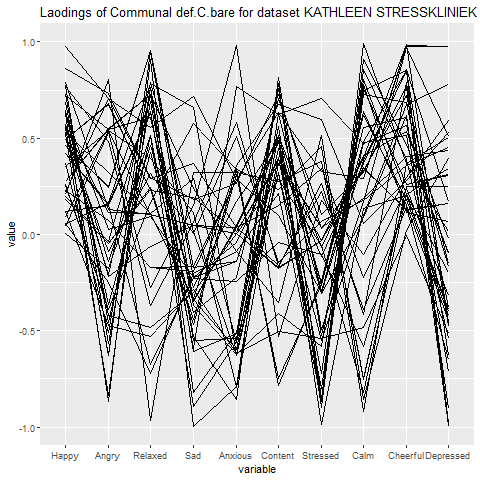 Laodings of Communal def.C.bare for dataset KATHLEEN STRESSKLINIEK
1.0
0.5
0.0
-0.5
-1.0
value
Happy Angry Relaxed Sad Anxious Content Stressed Calm Cheerful Depressed
variable